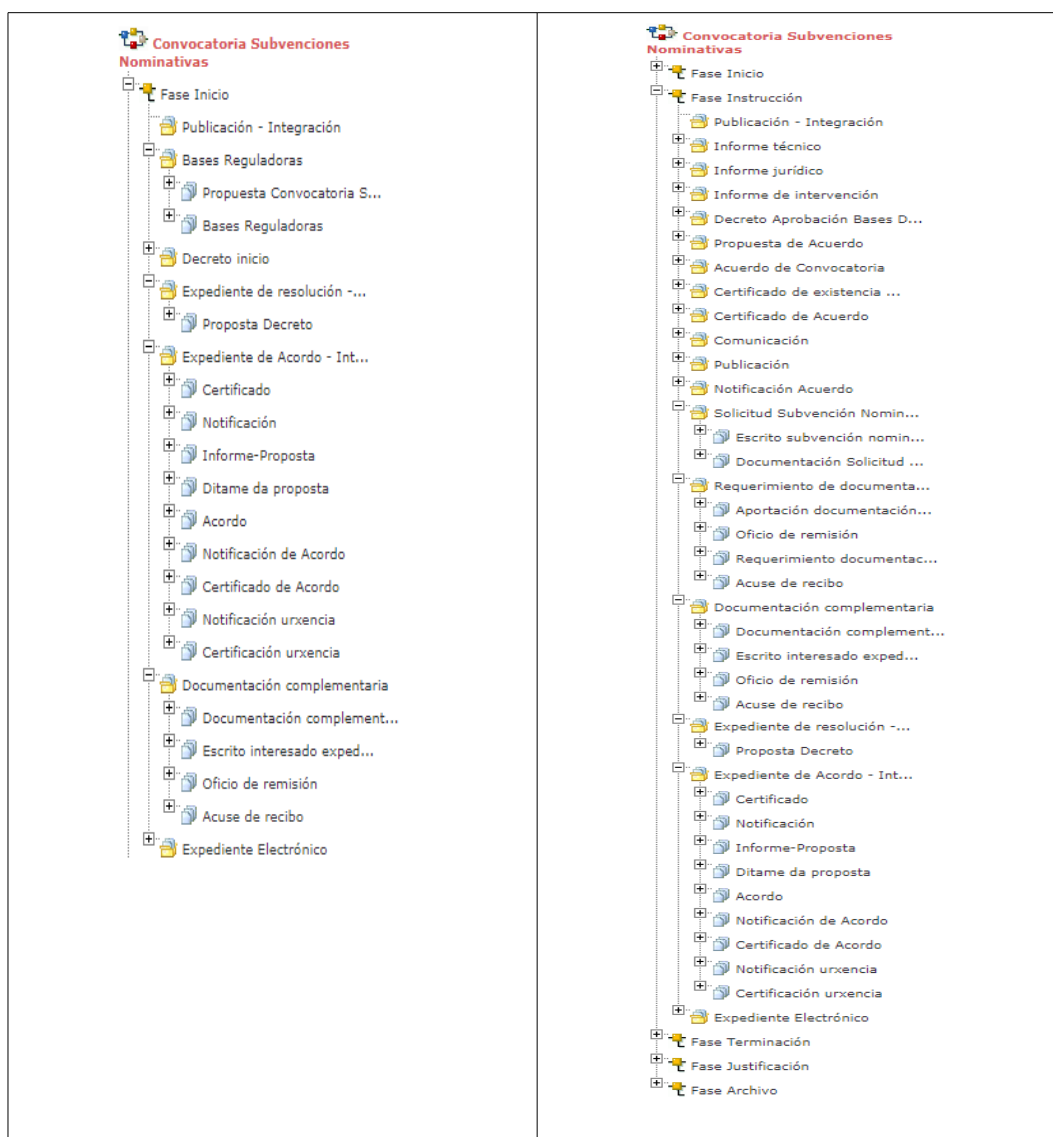 Convocatoria Subvenciones
Nominativas
Fase Inicio
Publicación - Integración
Bases Reguladoras
Propuesta Convocatoria S...
Bases Reguladoras
Decreto inicio
Expediente de resolución -...
Proposta Decreto
Expediente de Acordo - Int...
Certificado
Notificación
Informe-Proposta
Ditame da proposta
Acordo
Notificación de Acordo
Certificado de Acordo
Notificación urxencia
Certificación urxencia
Documentación complementaria
Documentación complement...
Escrito interesado exped...
Oficio de remisión
Acuse de recibo
Expediente Electrónico
Convocatoria Subvenciones
Nominativas
Fase Inicio
Fase Instrucción
Publicación - Integración
Informe técnico
Informe jurídico
Informe de intervención
Decreto Aprobación Bases D...
Propuesta de Acuerdo
Acuerdo de Convocatoria
Certificado de existencia ...
Certificado de Acuerdo
Comunicación
Publicación
Notificación Acuerdo
Solicitud Subvención Nomin...
Escrito subvención nomin...
Documentación Solicitud ...
Requerimiento de documenta...
Aportación documentación...
Oficio de remisión
Requerimiento documentac...
Acuse de recibo
Documentación complementaria
Documentación complement...
Escrito interesado exped...
Oficio de remisión
Acuse de recibo
Expediente de resolución -...
Proposta Decreto
Expediente de Acordo - Int...
Certificado
Notificación
Informe-Proposta
Ditame da proposta
Acordo
Notificación de Acordo
Certificado de Acordo
Notificación urxencia
Certificación urxencia
Expediente Electrónico
Fase Terminación
Fase Justificación
Fase Archivo